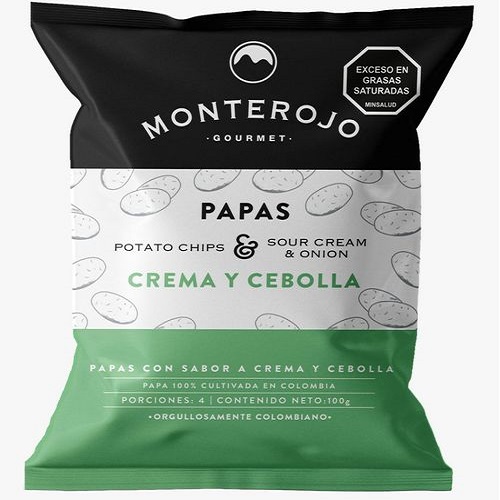 EXCESO EN
GRASAS
SATURADAS
MINSALUD
MONTEROJO
·GOURMET·
PAPAS
POTATO CHIPS & SOUR CREAM
& ONION
CREMA Y CEBOLLA
PAPAS CON SABOR A CREMA Y CEBOLLA
PAPA 100% CULTIVADA EN COLOMBIA
PORCIONES: 4 | CONTENIDO NETO:100g
•ORGULLOSAMENTE COLOMBIANO•